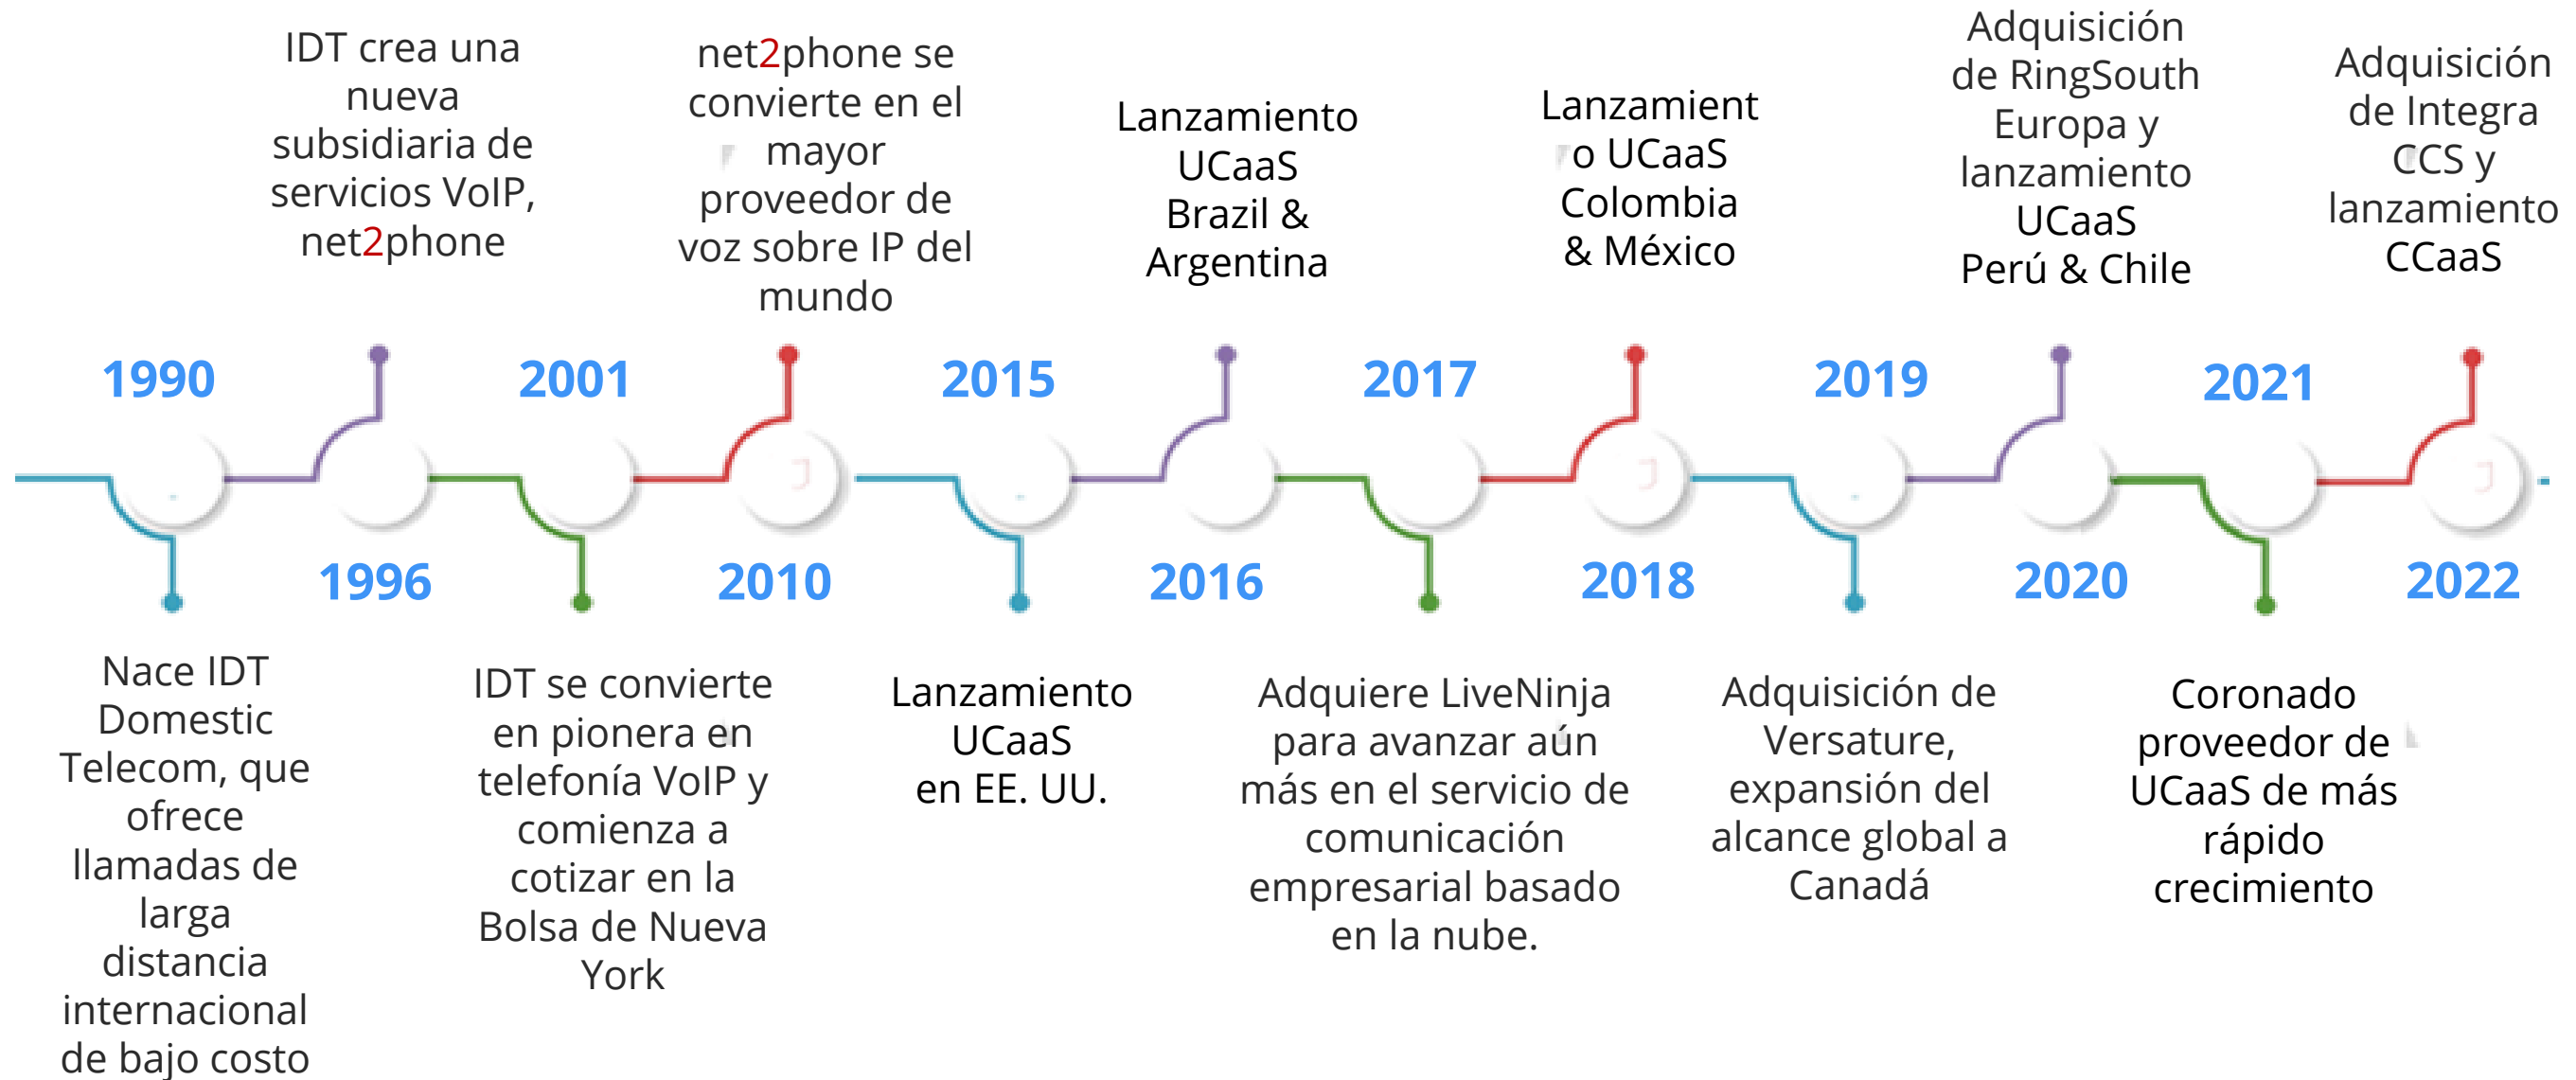 IDT crea una
nueva
subsidiaria de
servicios VoIP,
net2phone
net2phone se
convierte en el
mayor
proveedor de
voz sobre IP del
mundo
Lanzamiento
UCaaS
Brazil &
Argentina
Lanzamient
o UCaaS
Colombia
& México
Adquisición
de RingSouth
Europa y
lanzamiento
UCaaS
Perú & Chile
Adquisición
de Integra
CCS y
lanzamiento
CCaaS
1990
2001
2015
2017
2019
2021
1996
2010
2016
2018
2020
2022
Nace IDT
Domestic
Telecom, que
ofrece
llamadas de
larga
distancia
internacional
de bajo costo
IDT se convierte
en pionera en
telefonía VoIP y
comienza a
cotizar en la
Bolsa de Nueva
York
Lanzamiento
UCaaS
en EE. UU.
Adquiere LiveNinja
para avanzar aún
más en el servicio de
comunicación
empresarial basado
en la nube.
Adquisición de
Versature,
expansión del
alcance global a
Canadá
Coronado
proveedor de
UCaaS de más
rápido
crecimiento